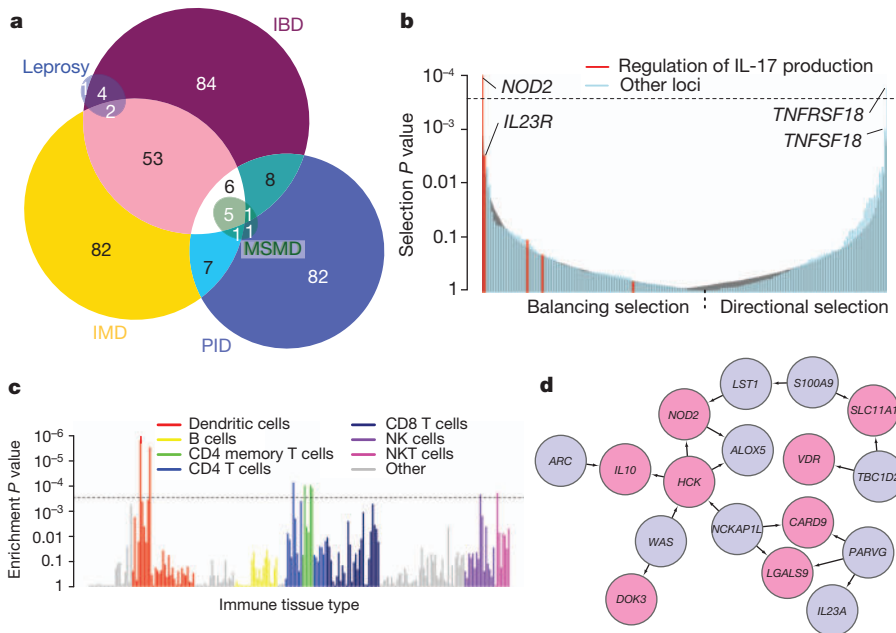 a
IBD
Leprosy
84
1
4
2
53
6
8
5
1
1
1
MSMD
82
7
82
IMD
PID
b
Regulation of IL-17 production
Other loci
10⁻⁴
NOD2
TNFRSF18
10⁻³
IL23R
TNFSF18
0.01
0.1
1
Selection P value
Balancing selection
Directional selection
c
Dendritic cells
B cells
CD4 memory T cells
CD4 T cells
CD8 T cells
NK cells
NKT cells
Other
10⁻⁶
10⁻⁵
10⁻⁴
10⁻³
0.01
0.1
1
Enrichment P value
Immune tissue type
d
LST1
S100A9
NOD2
SLC11A1
ARC
IL10
ALOX5
VDR
HCK
TBC1D2
WAS
NCKAP1L
CARD9
PARVG
LGALS9
DOK3
IL23A